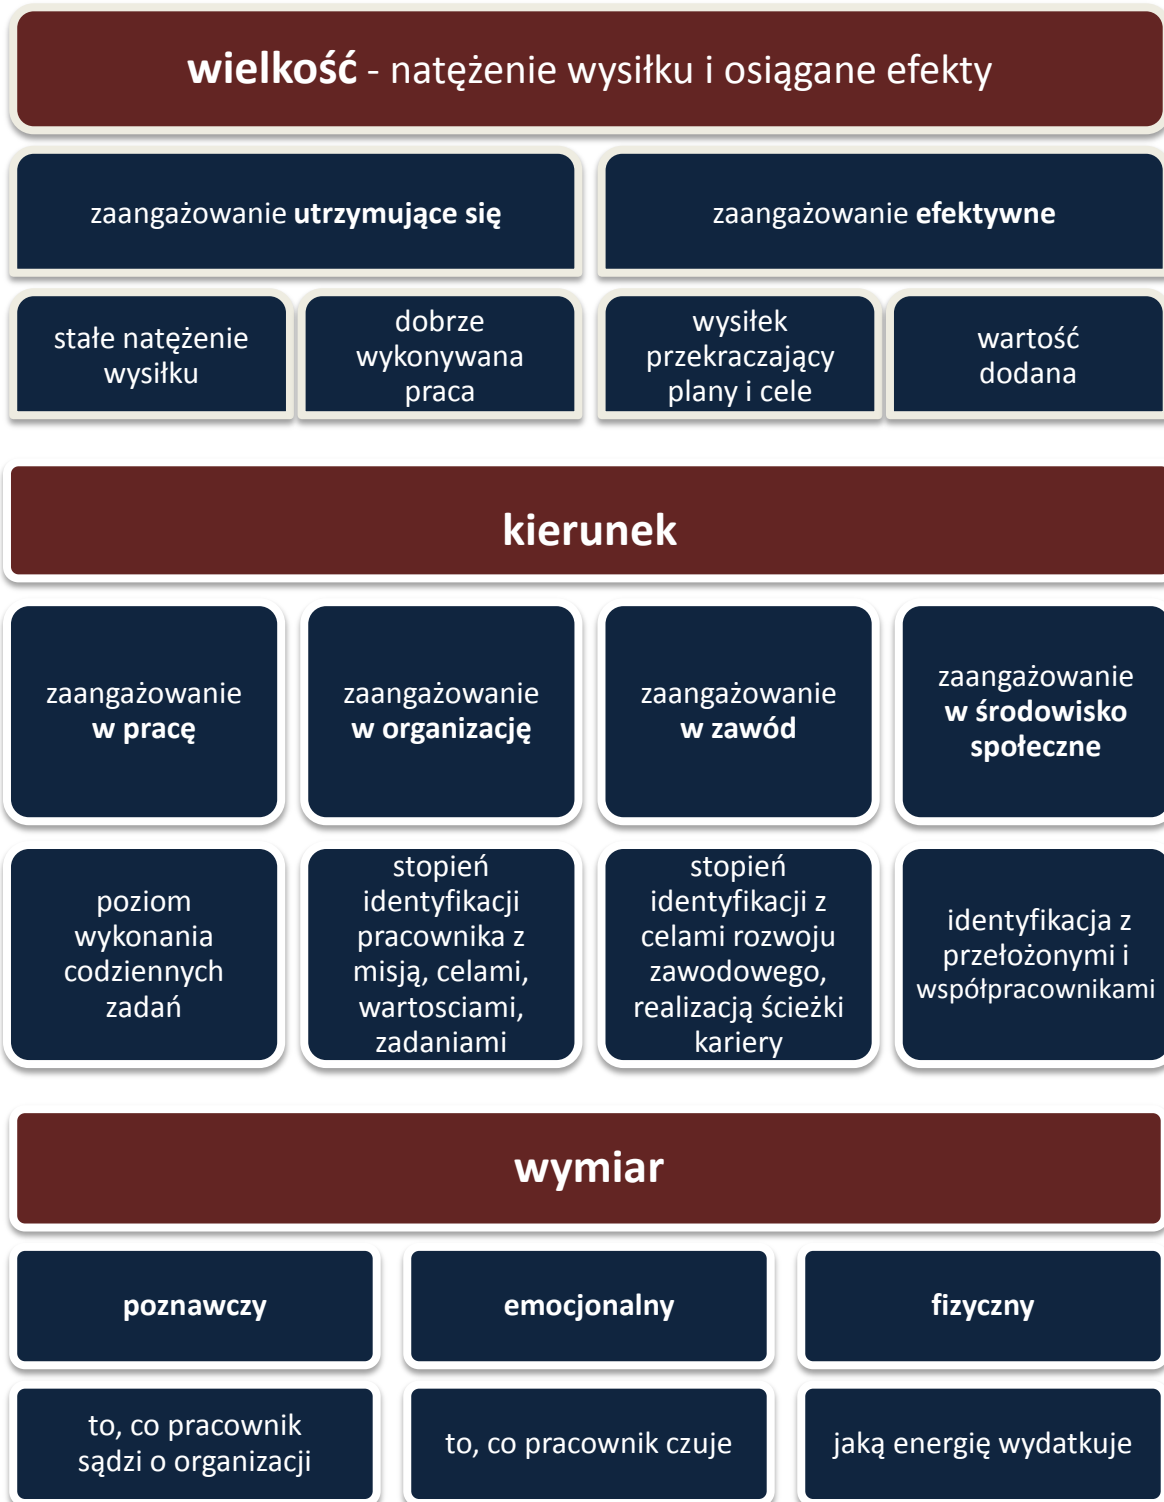 wielkość - natężenie wysiłku i osiągane efekty
zaangażowanie utrzymujące się
zaangażowanie efektywne
stałe natężenie
wysiłku
dobrze
wykonywana
praca
wysiłek
przekraczający
plany i cele
wartość
dodana
kierunek
zaangażowanie
w pracę
zaangażowanie
w organizację
zaangażowanie
w zawód
zaangażowanie
w środowisko
społeczne
poziom
wykonania
codziennych
zadań
stopień
identyfikacji
pracownika z
misją, celami,
wartosciami,
zadaniami
stopień
identyfikacji z
celami rozwoju
zawodowego,
realizacją ścieżki
kariery
identyfikacja z
przełożonymi i
współpracownikami
wymiar
poznawczy
emocjonalny
fizyczny
to, co pracownik
sądzi o organizacji
to, co pracownik czuje
jaką energię wydatkuje